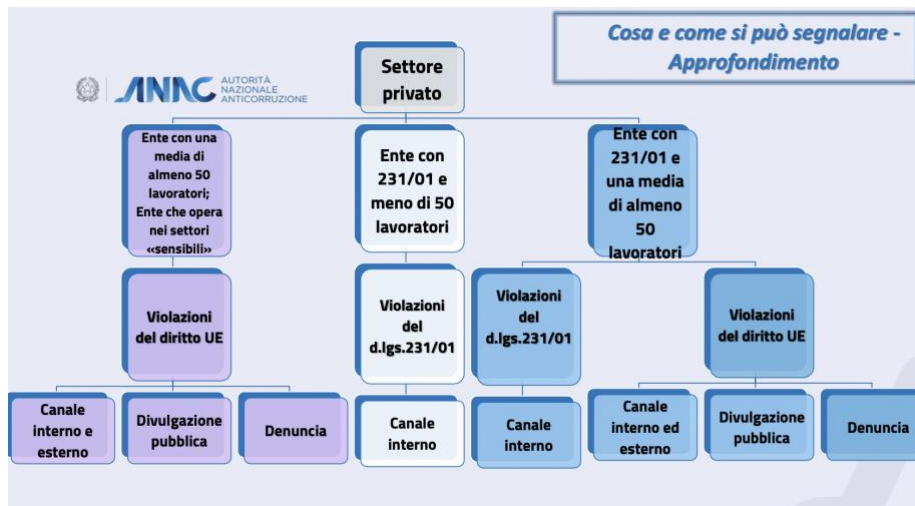 Cosa e come si può segnalare -
Approfondimento
ANAC
AUTORITÀ
NAZIONALE
ANTICORRUZIONE
Settore
privato
Ente con una
media di
almeno 50
lavoratori;
Ente che opera
nei settori
«sensibili»
Ente con
231/01 e
meno di 50
lavoratori
Ente con
231/01 e
una media
di almeno
50
lavoratori
Violazioni
del diritto UE
Violazioni
del
d.lgs.231/01
Violazioni
del
d.lgs.231/01
Violazioni
del diritto UE
Canale
interno e
esterno
Divulgazione
pubblica
Denuncia
Canale
interno
Canale
interno
Canale
interno ed
esterno
Divulgazione
pubblica
Denuncia